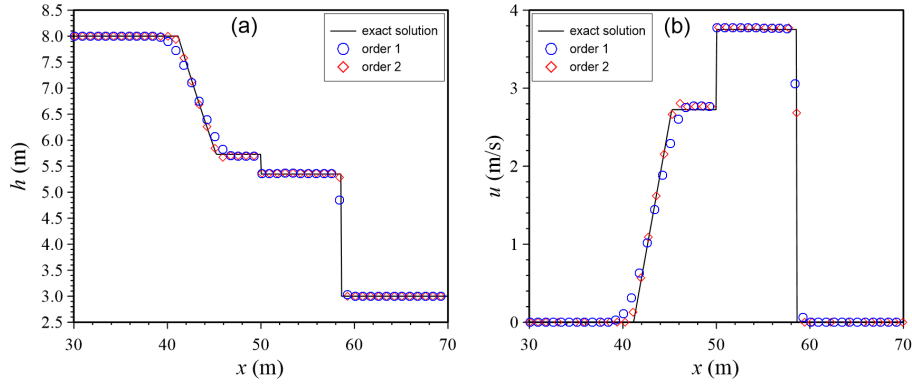 (a)
exact solution
order 1
order 2
8.5
8.0
7.5
7.0
6.5
6.0
5.5
5.0
4.5
4.0
3.5
3.0
2.5
h (m)
30 40 50 60 70
x (m)
(b)
exact solution
order 1
order 2
4
3
2
1
0
u (m/s)
30 40 50 60 70
x (m)